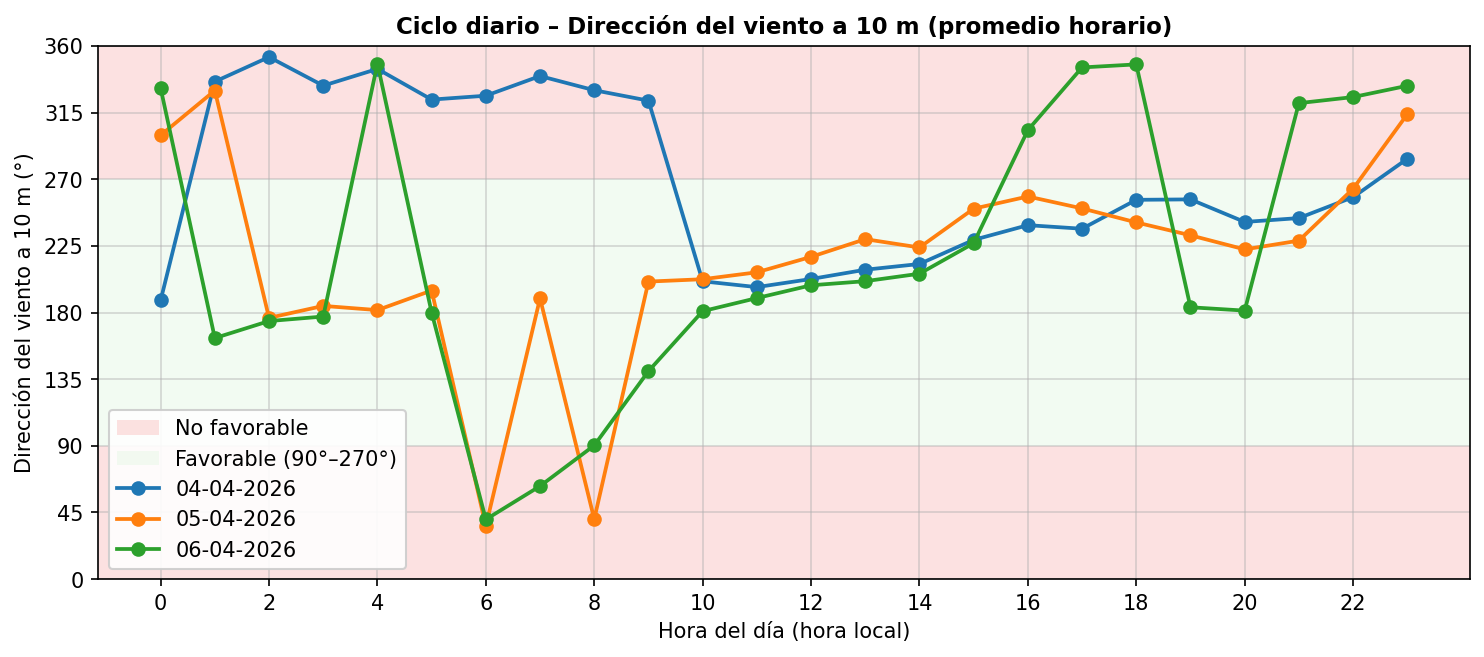 Ciclo diario – Dirección del viento a 10 m (promedio horario)
Dirección del viento a 10 m (°)
360
315
270
225
180
135
90
45
0
No favorable
Favorable (90°–270°)
04-04-2026
05-04-2026
06-04-2026
0 2 4 6 8 10 12 14 16 18 20 22
Hora del día (hora local)